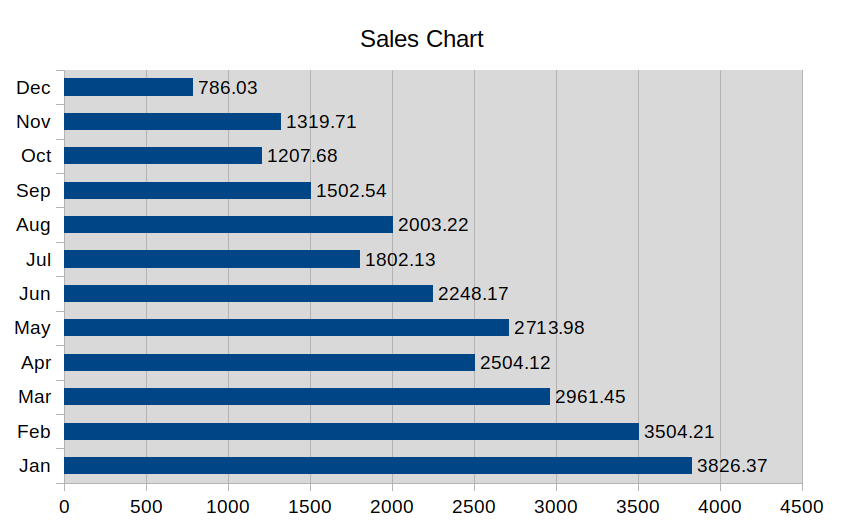 Sales Chart
Dec 786.03
Nov 1319.71
Oct 1207.68
Sep 1502.54
Aug 2003.22
Jul 1802.13
Jun 2248.17
May 2713.98
Apr 2504.12
Mar 2961.45
Feb 3504.21
Jan 3826.37
0 500 1000 1500 2000 2500 3000 3500 4000 4500